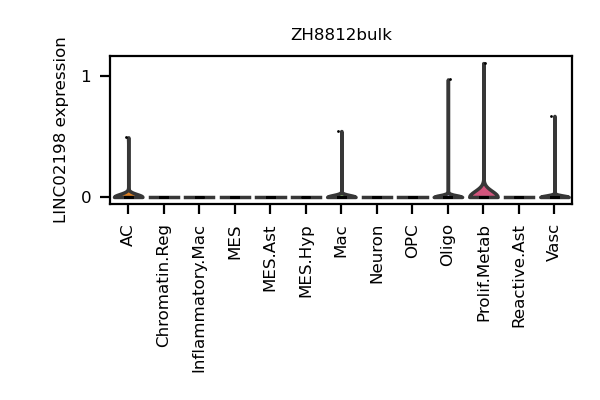 ZH8812bulk
LINC02198 expression
1
0
AC
Chromatin.Reg
Inflammatory.Mac
MES
MES.Ast
MES.Hyp
Mac
Neuron
OPC
Oligo
Prolif.Metab
Reactive.Ast
Vasc